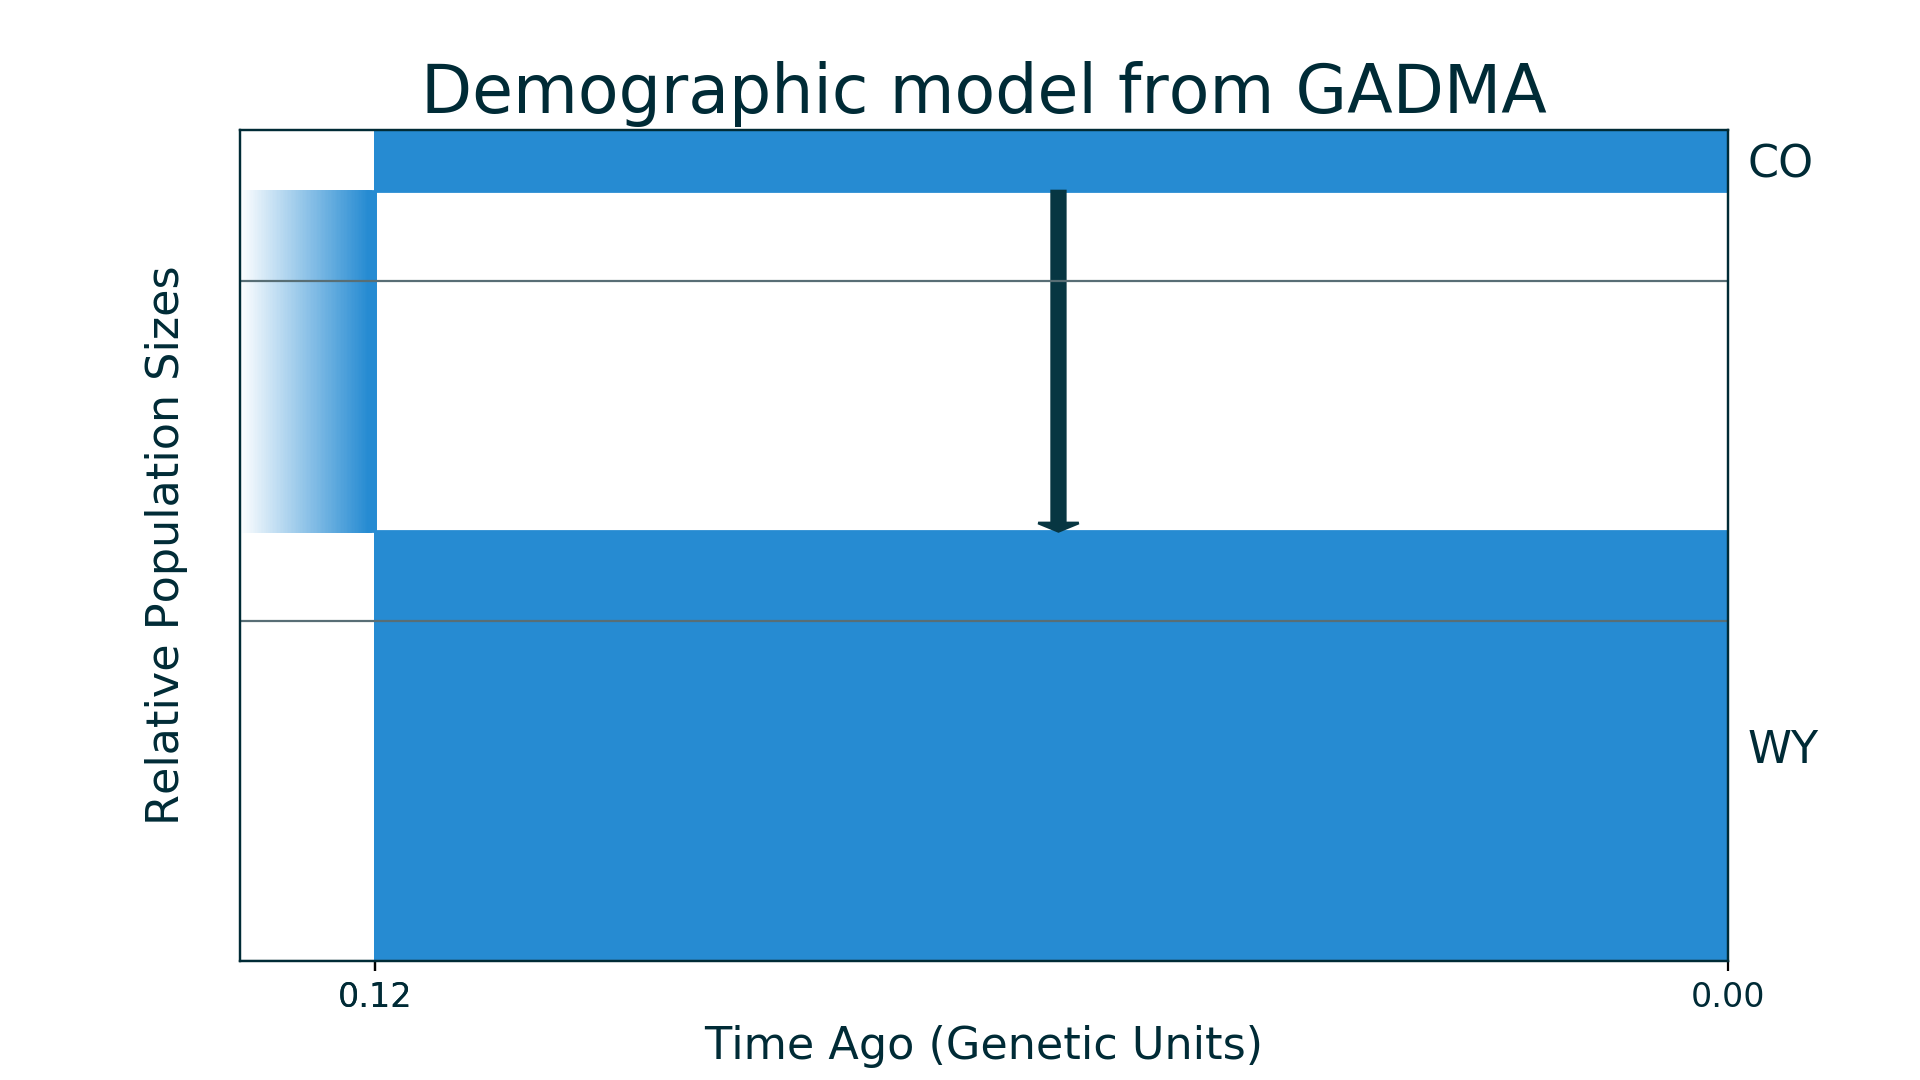 Demographic model from GADMA
CO
Relative Population Sizes
WY
0.12
0.00
Time Ago (Genetic Units)